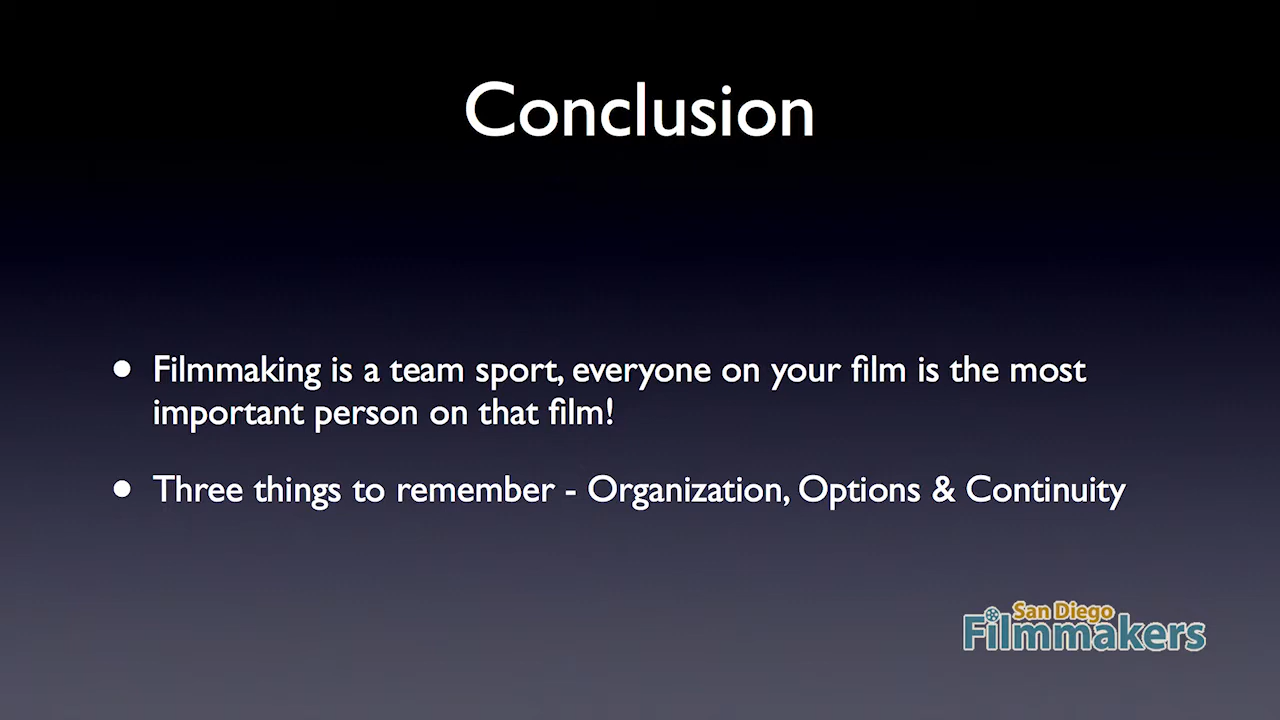 Conclusion
• Filmmaking is a team sport, everyone on your film is the most
important person on that film!
• Three things to remember - Organization, Options & Continuity
San Diego
Filmmakers